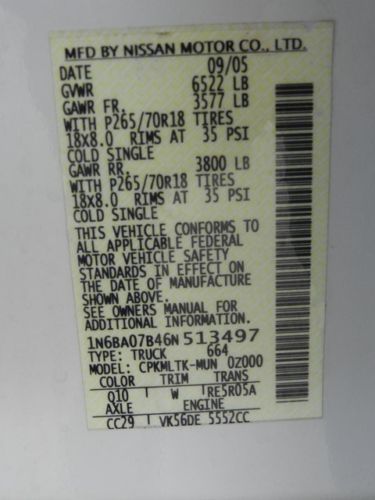 MFD BY NISSAN MOTOR CO., LTD.
DATE 09/05
GVWR 6522 LB
GAWR FR. 3577 LB
WITH P265/70R18 TIRES
18X8.0 RIMS AT 35 PSI
COLD SINGLE
GAWR RR. 3800 LB
WITH P265/70R18 TIRES
18X8.0 RIMS AT 35 PSI
COLD SINGLE
THIS VEHICLE CONFORMS TO
ALL APPLICABLE FEDERAL
MOTOR VEHICLE SAFETY
STANDARDS IN EFFECT ON
THE DATE OF MANUFACTURE
SHOWN ABOVE.
SEE OWNERS MANUAL FOR
ADDITIONAL INFORMATION.
1N6BA07B46N513497
TYPE: TRUCK 664
MODEL: CPKMLTK-MUN 0Z000
COLOR TRIM TRANS
Q10 W RE5R05A
AXLE ENGINE
CC29 VK56DE 5552CC